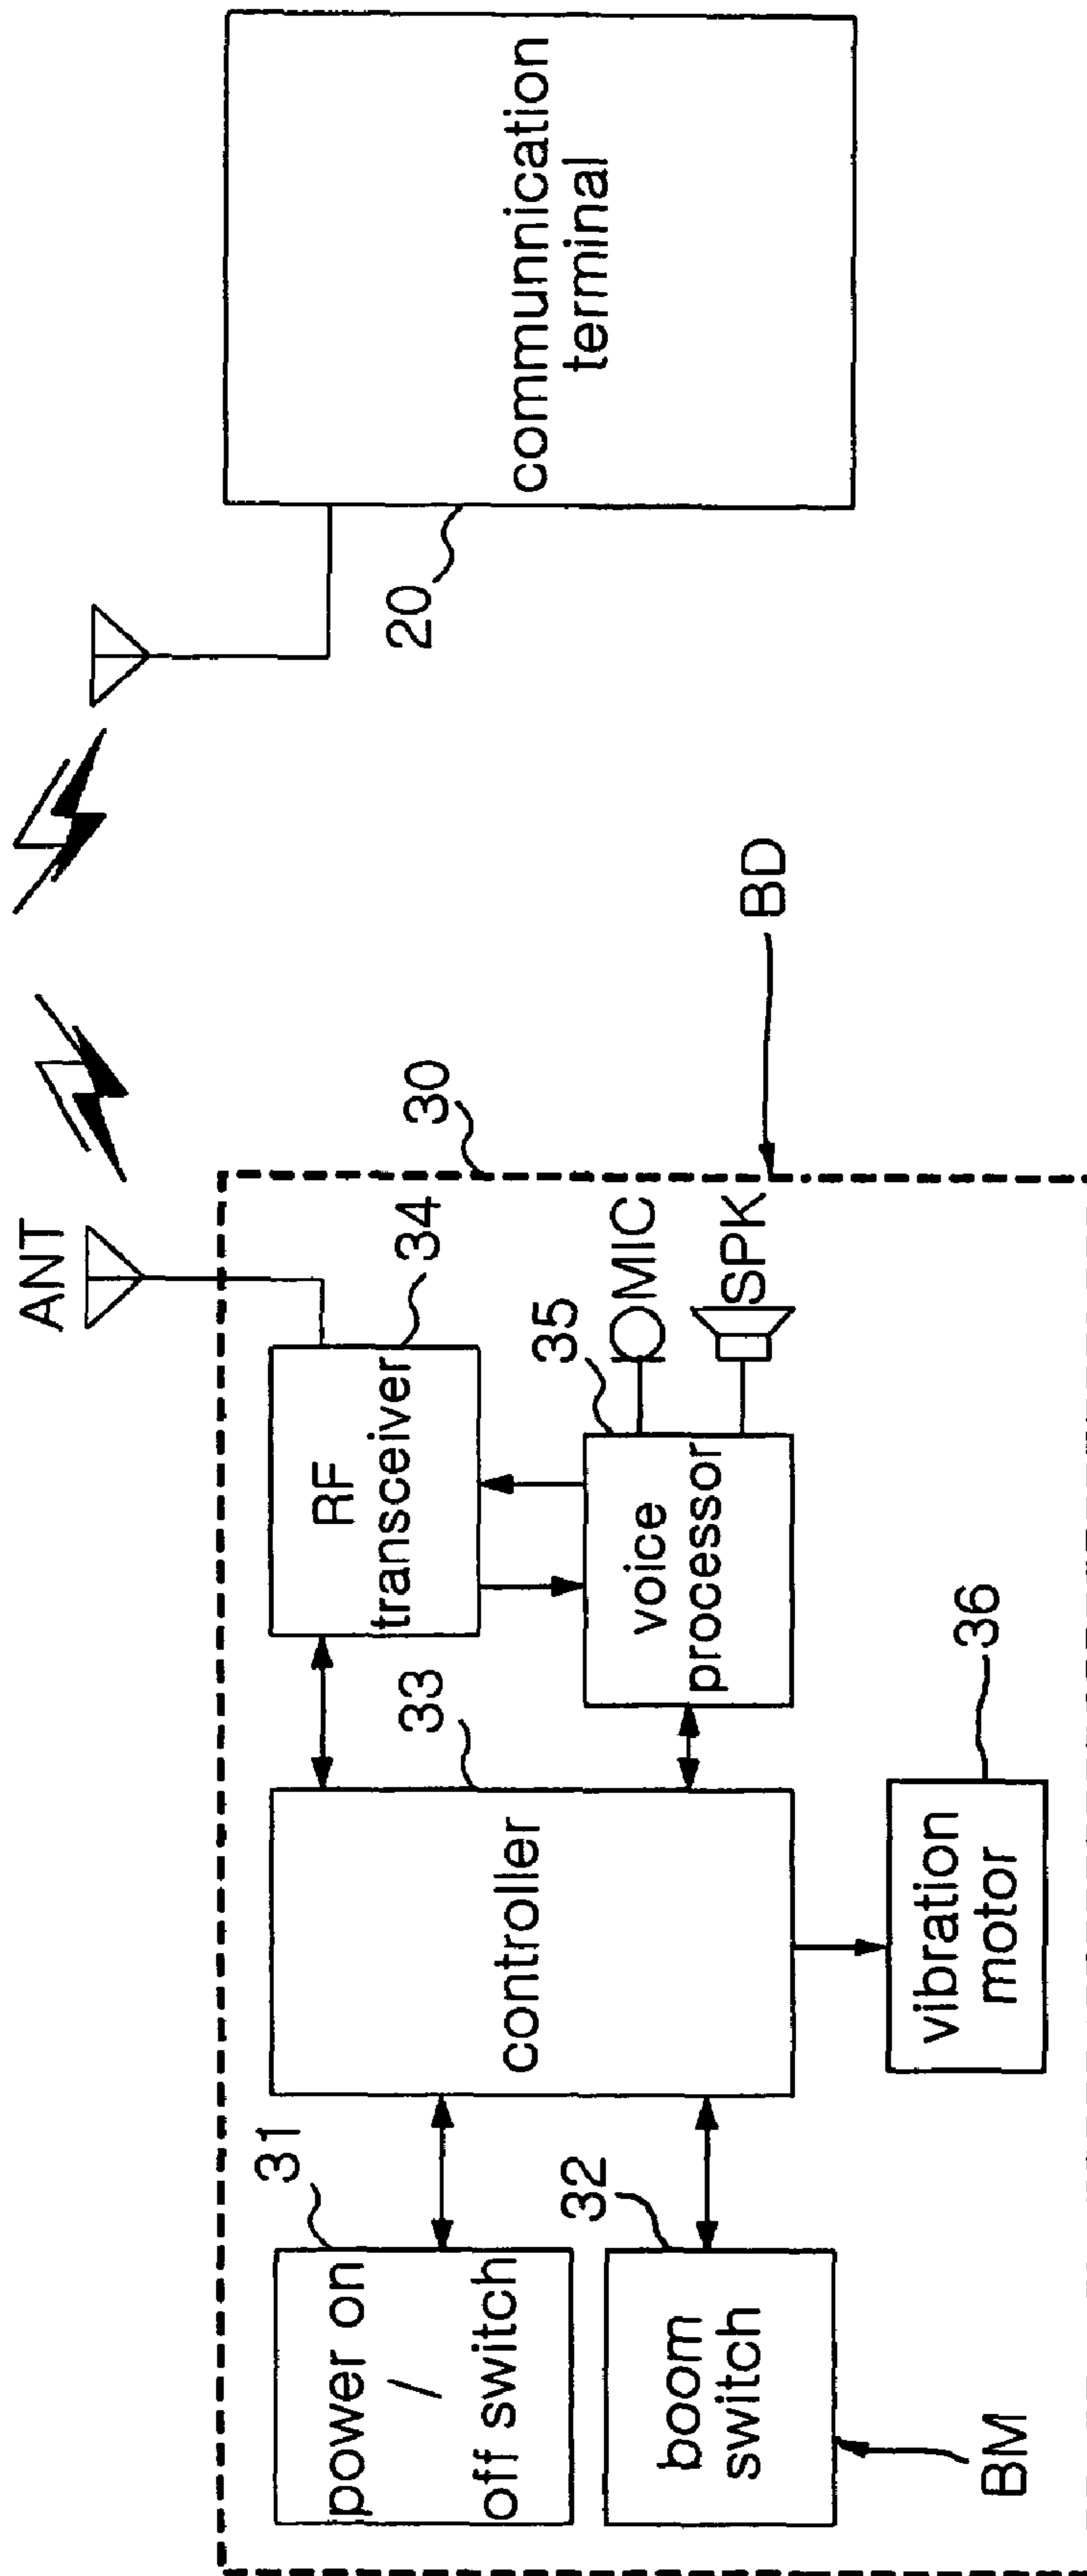 ANT
30
31
power on
/
off switch
32
boom
switch
BM
33
controller
34
RF
transceiver
35
voice
processor
MIC
SPK
36
vibration
motor
BD
20
communication
terminal